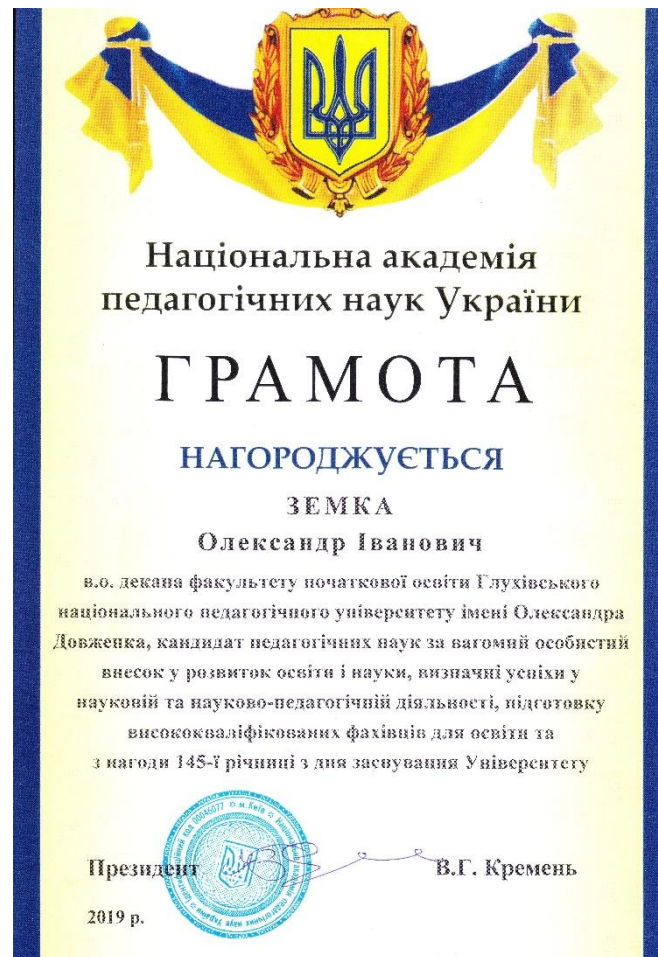 Національна академія
педагогічних наук України
ГРАМОТА
НАГОРОДЖУЄТЬСЯ
ЗЕМКА
Олександр Іванович
в.о. декана факультету початкової освіти Глухівського
національного педагогічного університету імені Олександра
Довженка, кандидат педагогічних наук за вагомий особистий
внесок у розвиток освіти і науки, визначні успіхи у
науковій та науково-педагогічній діяльності, підготовку
висококваліфікованих фахівців для освіти та
з нагоди 145-ї річниці з дня заснування Університету
Президент
В.Г. Кремень
2019 р.